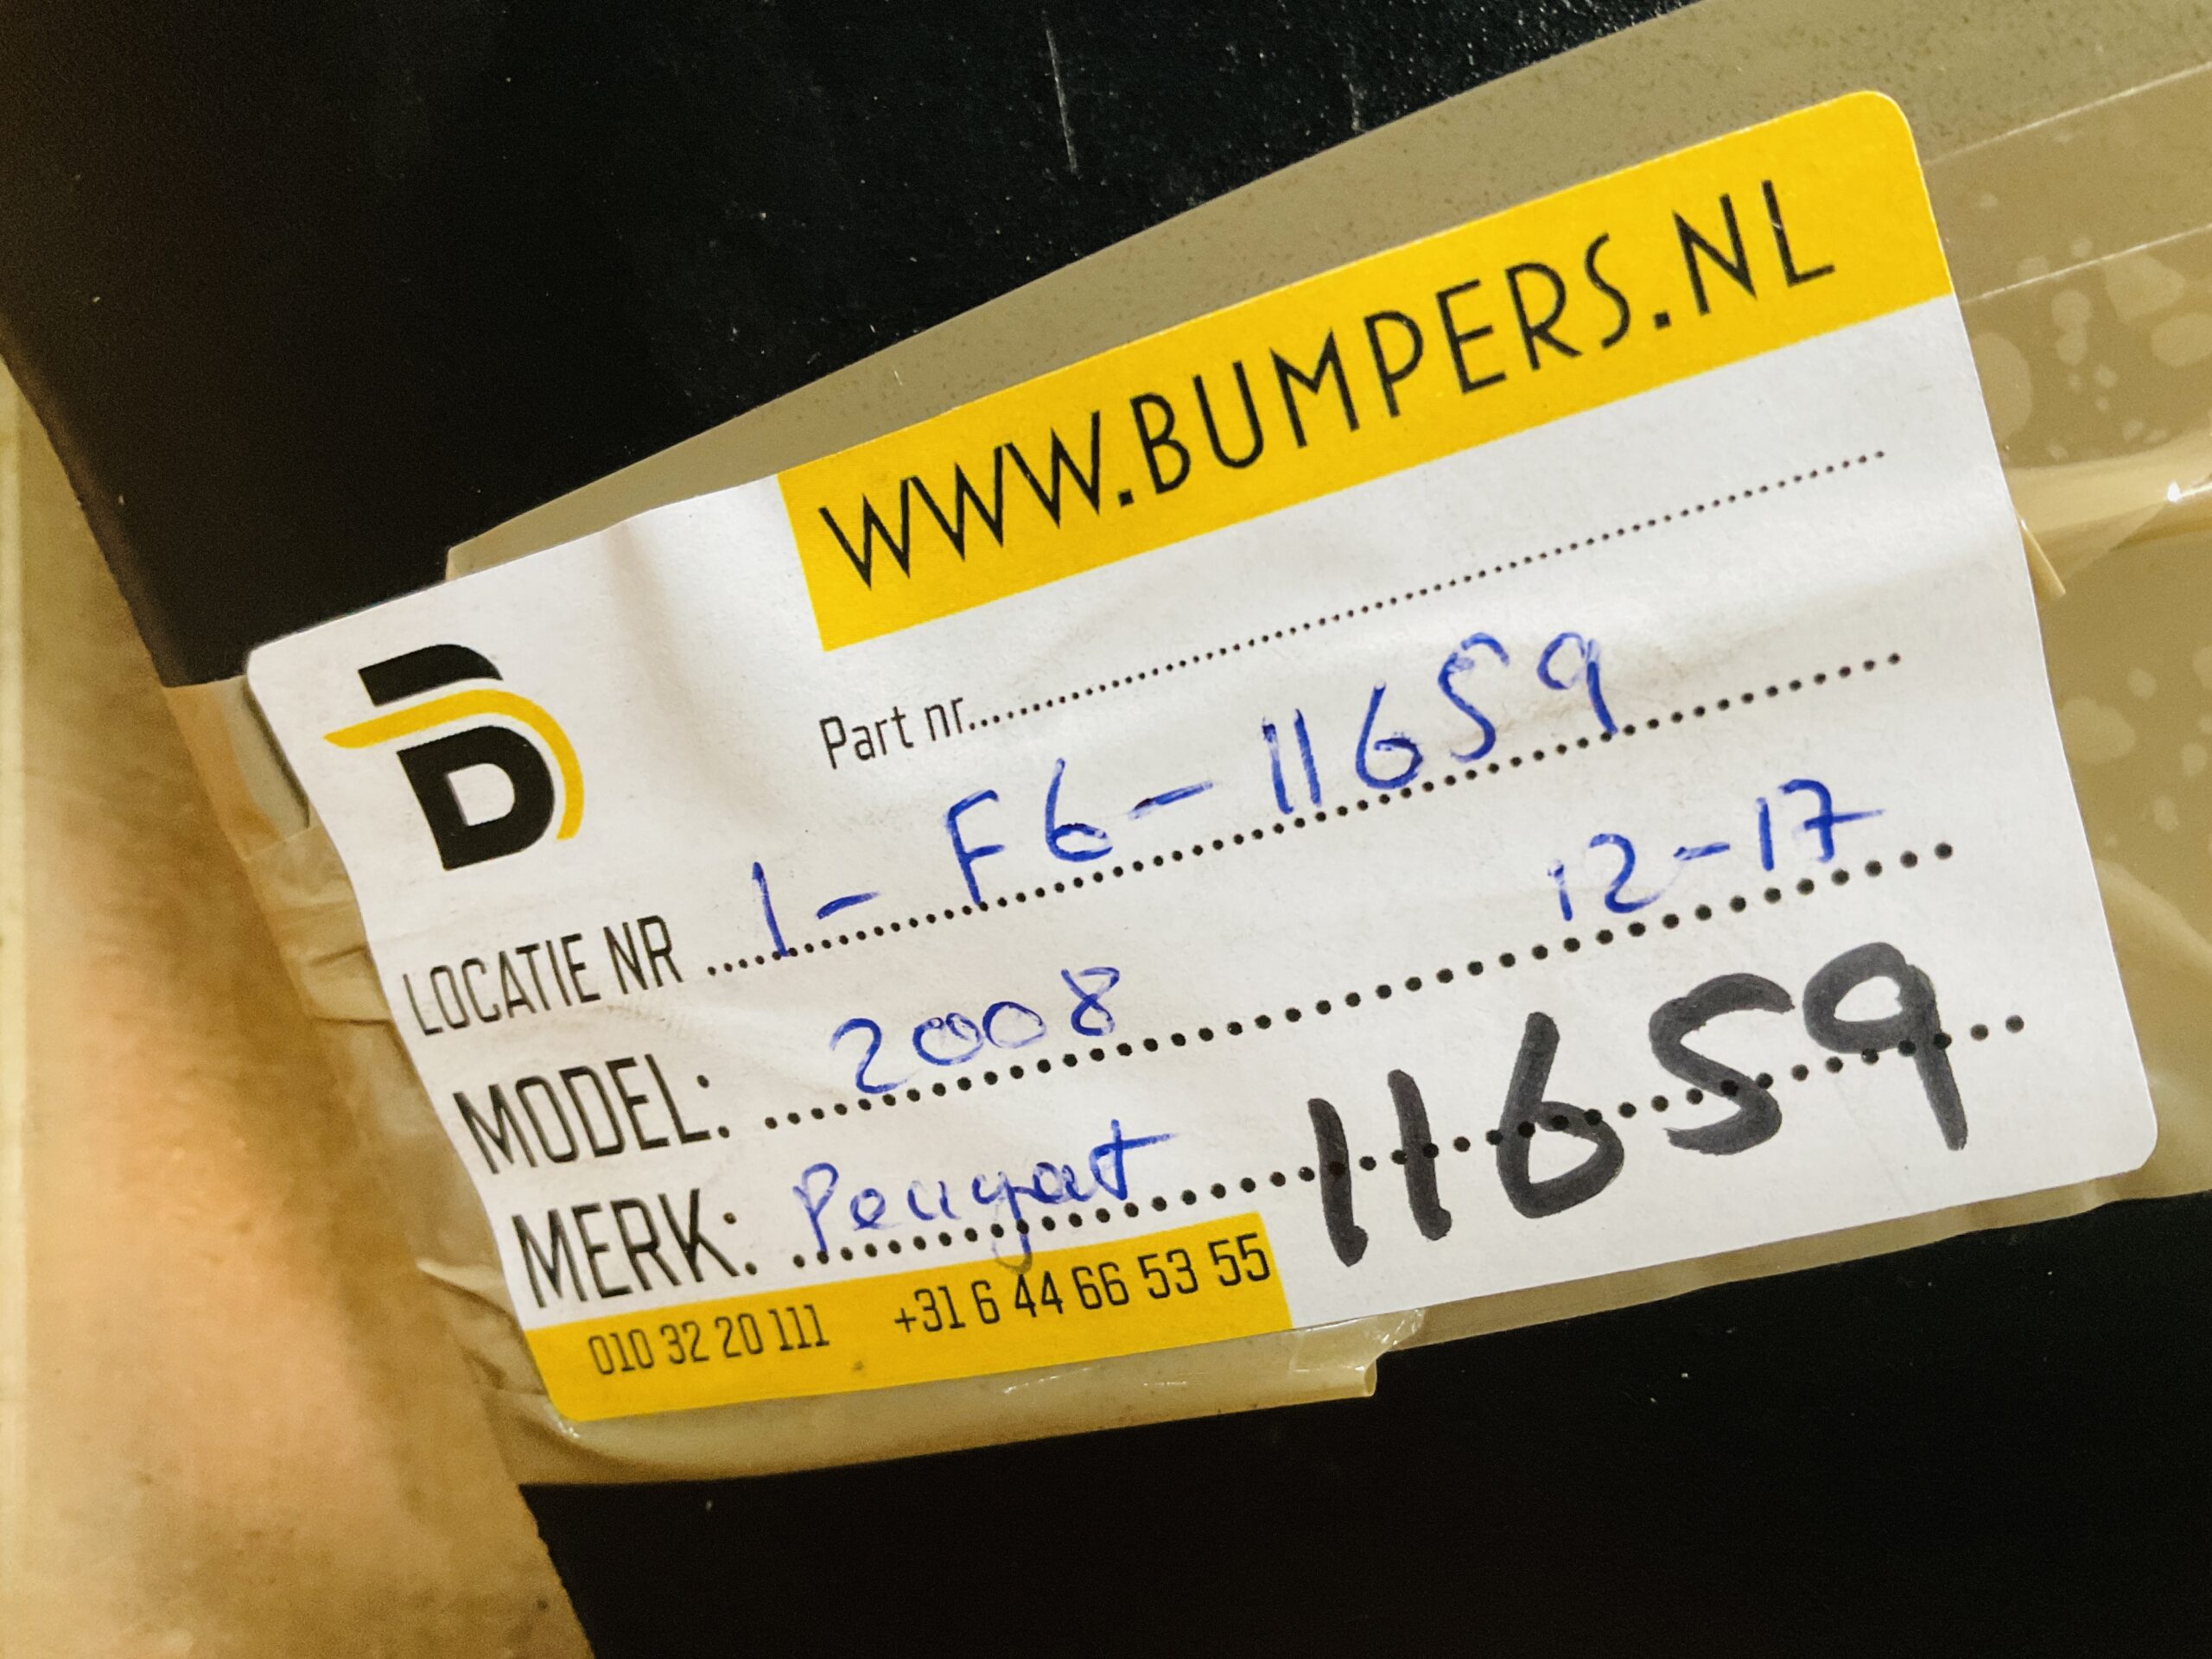 WWW.BUMPERS.NL
Part nr...................
LOCATIE NR 1- F6-11659
MODEL: 2008 12-17
MERK: Peugeot 11659
010 32 20 111 +31 6 44 66 53 55